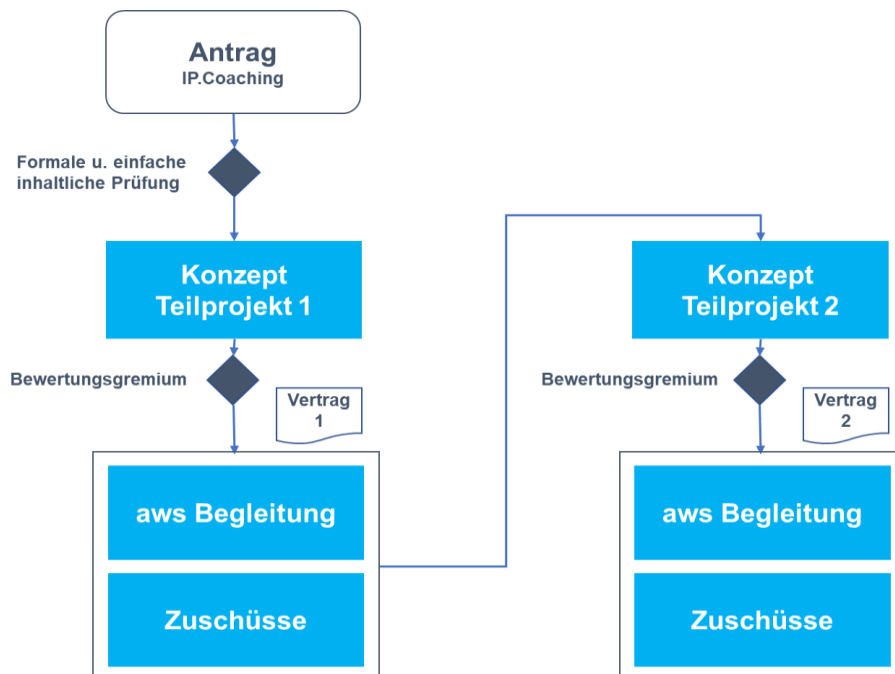 Antrag
IP.Coaching
Formale u. einfache
inhaltliche Prüfung
Konzept
Teilprojekt 1
Bewertungsgremium
Vertrag
1
aws Begleitung
Zuschüsse
Konzept
Teilprojekt 2
Bewertungsgremium
Vertrag
2
aws Begleitung
Zuschüsse